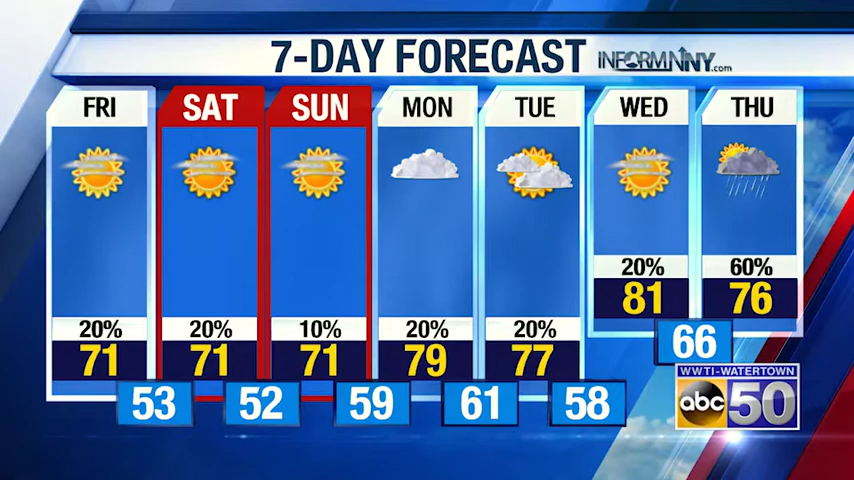 7-DAY FORECAST INFORMNNY.com
FRI SAT SUN MON TUE WED THU
20% 60%
81 76
20% 20% 10% 20% 20%
71 71 71 79 77
66
WWTI-WATERTOWN
abc 50
53 52 59 61 58